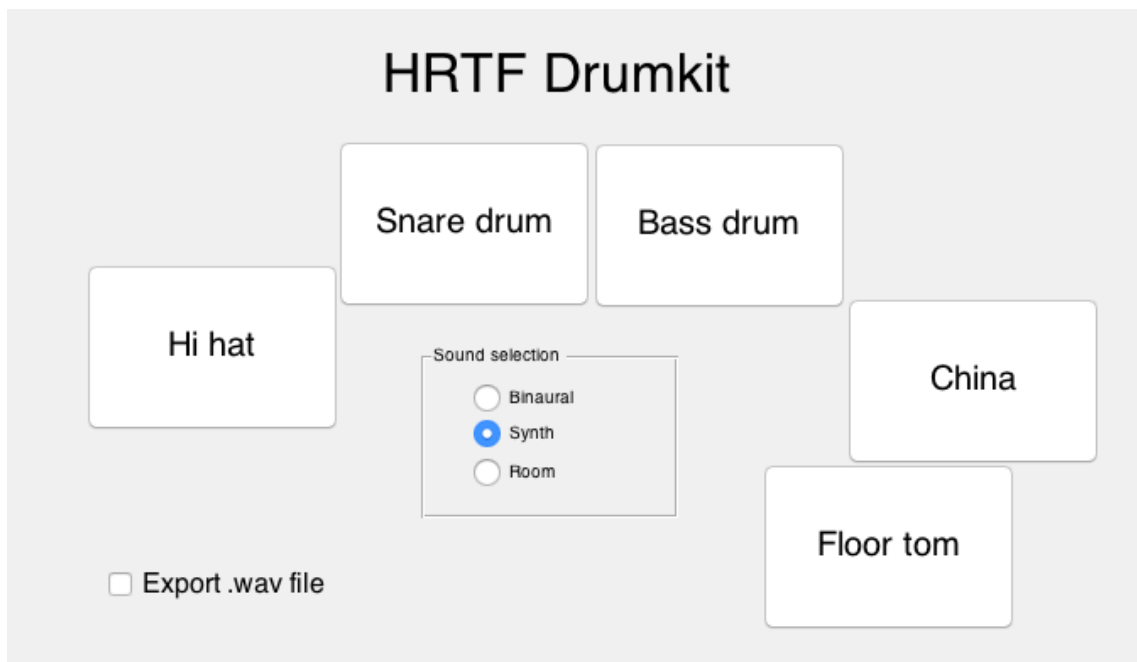 HRTF Drumkit
Snare drum
Bass drum
Hi hat
China
Sound selection
Binaural
Synth
Room
Floor tom
Export .wav file